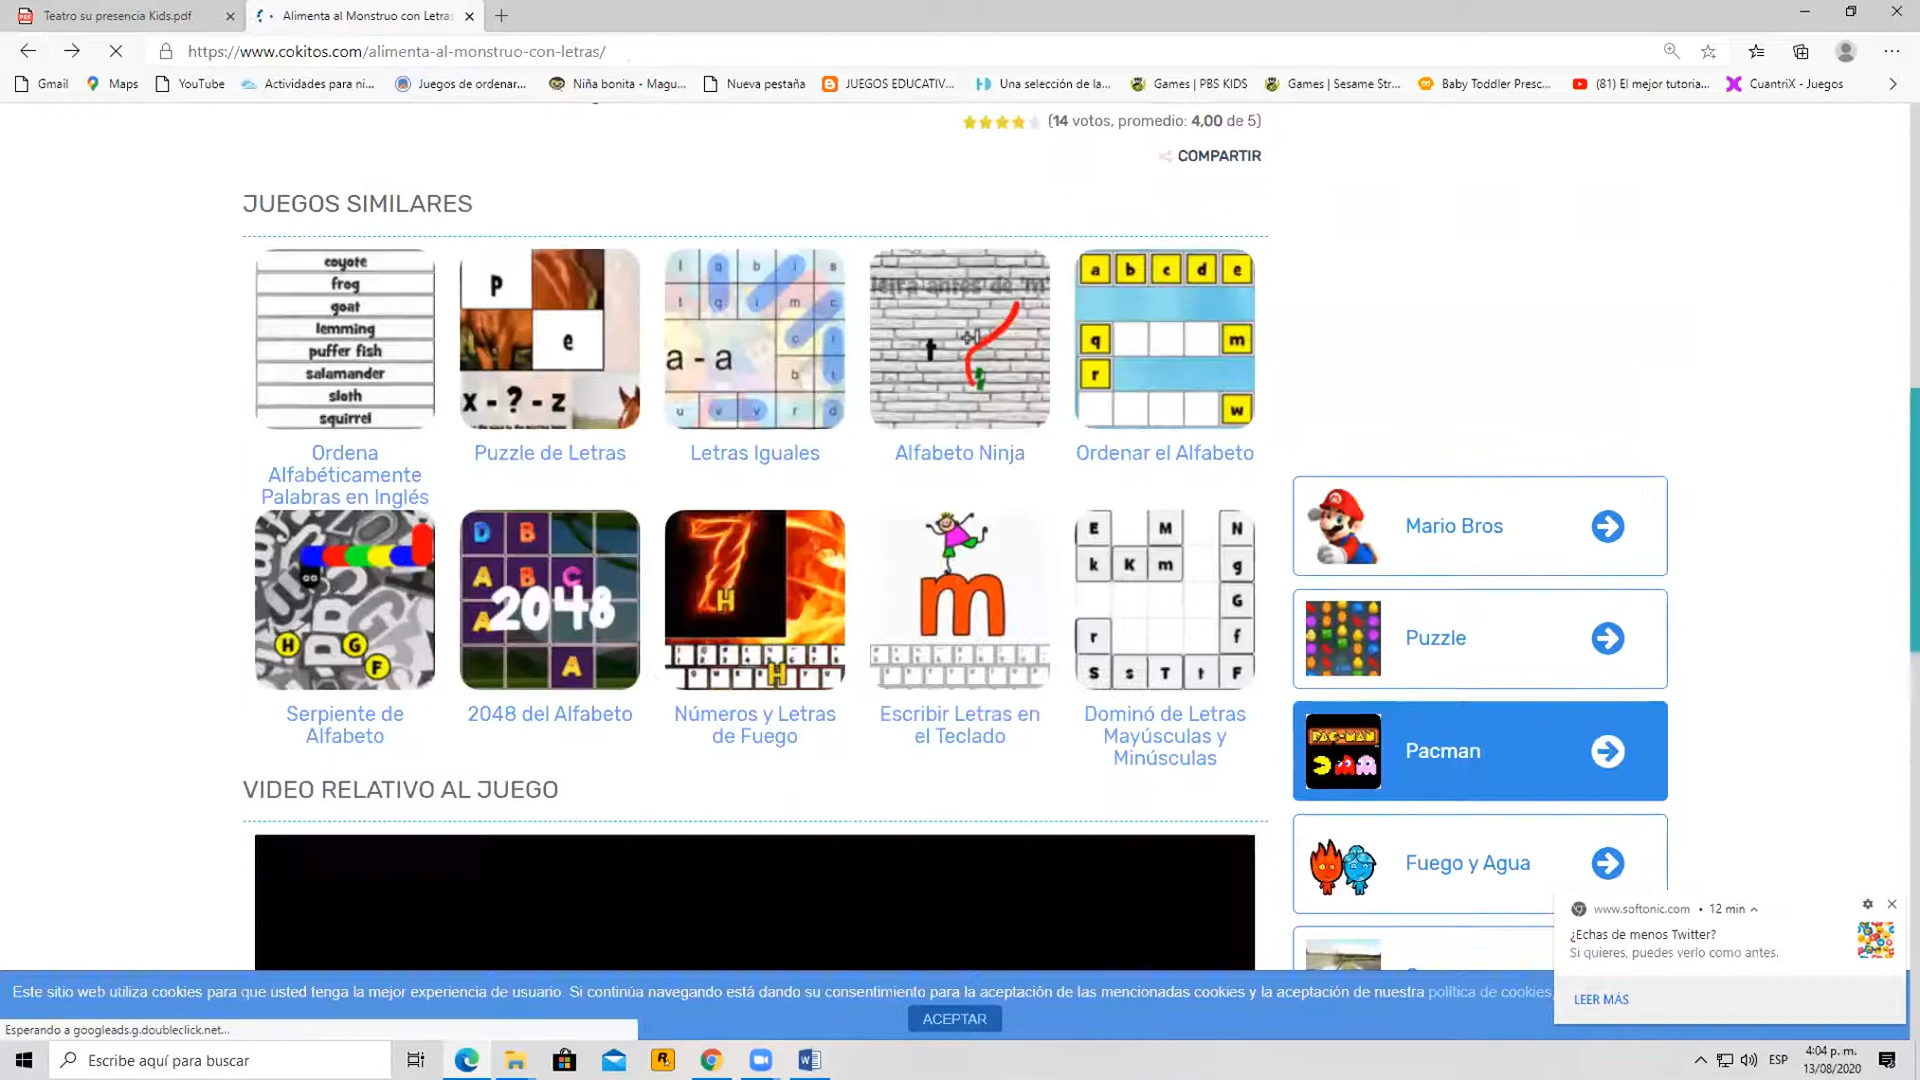 Teatro su presencia Kids.pdf
Alimenta al Monstruo con Letras
https://www.cokitos.com/alimenta-al-monstruo-con-letras/
Gmail
Maps
YouTube
Actividades para ni...
Juegos de ordenar...
Niña bonita - Magu...
Nueva pestaña
JUEGOS EDUCATIV...
Una selección de la...
Games | PBS KIDS
Games | Sesame Str...
Baby Toddler Presc...
(81) El mejor tutoria...
CuantriX - Juegos
(14 votos, promedio: 4,00 de 5)
COMPARTIR
JUEGOS SIMILARES
coyote
frog
goat
lemming
puffer fish
salamander
sloth
squirrel
p
e
x - ? - z
a - a
t
a b c d e
q m
r
w
Ordena
Alfabéticamente
Palabras en Inglés
Puzzle de Letras
Letras Iguales
Alfabeto Ninja
Ordenar el Alfabeto
H G
F
D B
A B C
A 2048
A
7
H
H
m
E M N
k K m g
G
r f
S s T t F
Serpiente de
Alfabeto
2048 del Alfabeto
Números y Letras
de Fuego
Escribir Letras en
el Teclado
Dominó de Letras
Mayúsculas y
Minúsculas
VIDEO RELATIVO AL JUEGO
Mario Bros
Puzzle
PAC-MAN
Pacman
Fuego y Agua
www.softonic.com • 12 min
¿Echas de menos Twitter?
Si quieres, puedes verlo como antes.
LEER MÁS
Este sitio web utiliza cookies para que usted tenga la mejor experiencia de usuario. Si continúa navegando está dando su consentimiento para la aceptación de las mencionadas cookies y la aceptación de nuestra política de cookies,
ACEPTAR
Esperando a googleads.g.doubleclick.net...
Escribe aquí para buscar
ESP
4:04 p. m.
13/08/2020